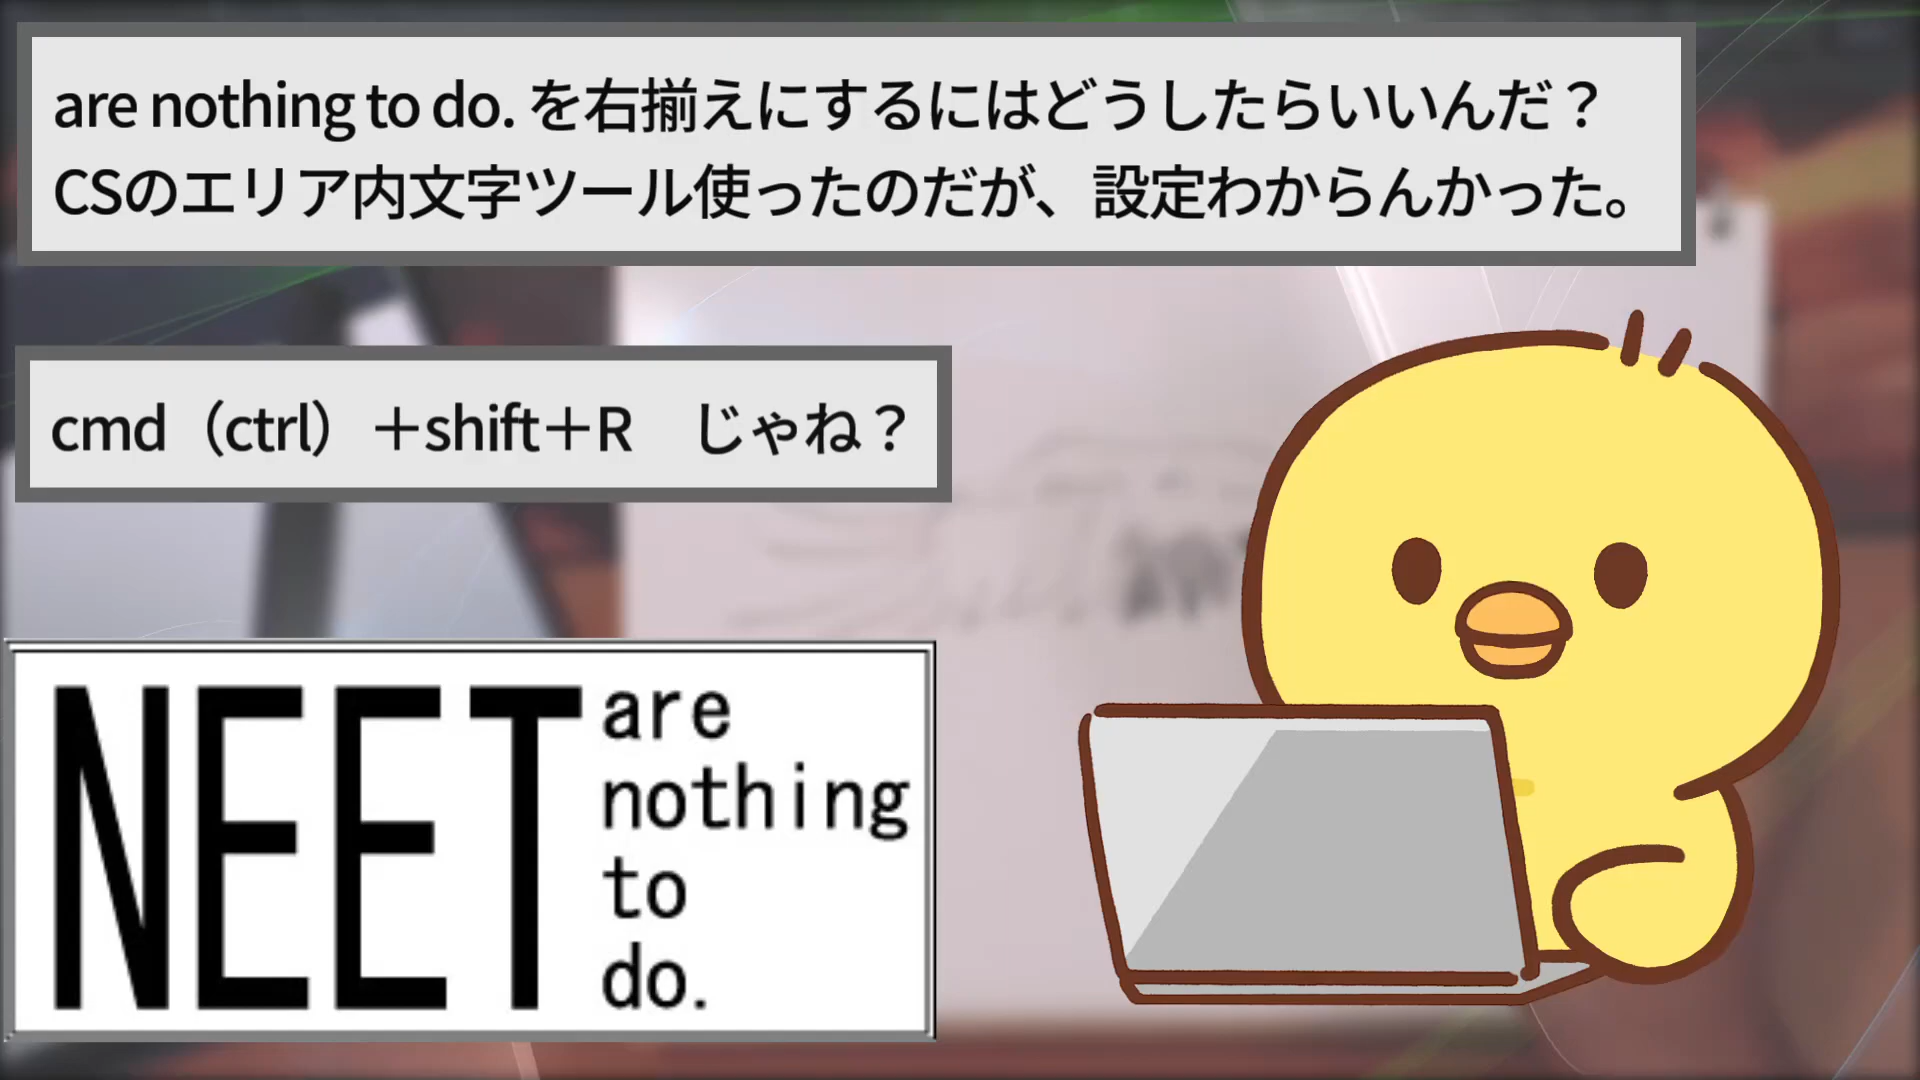 are nothing to do. を右揃えにするにはどうしたらいいんだ？
CSのエリア内文字ツール使ったのだが、設定わからんかった。
cmd（ctrl）＋shift＋R　じゃね？
NEET
are
nothing
to
do.